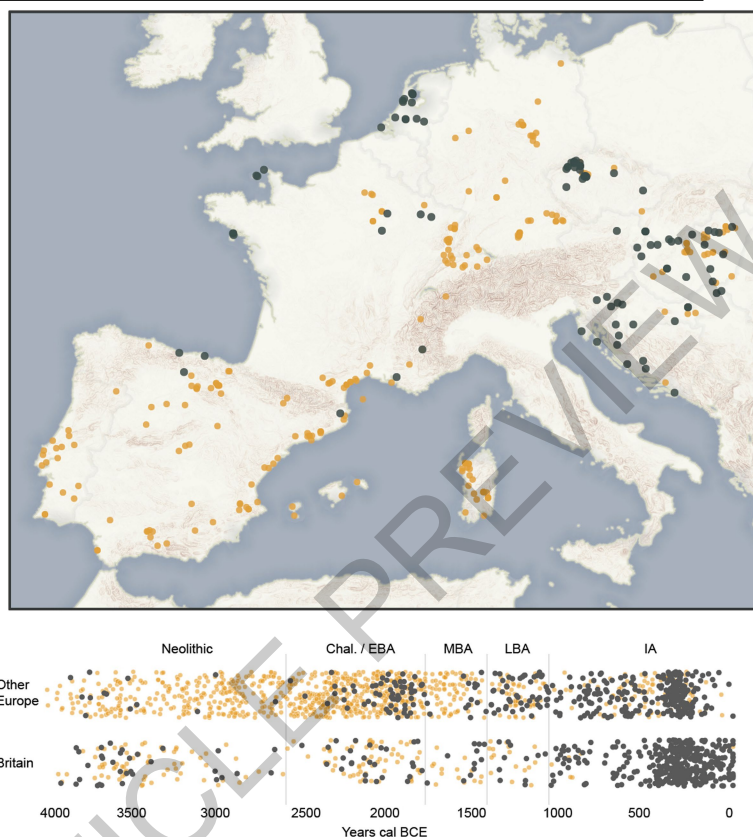 Neolithic Chal. / EBA MBA LBA IA
Other
Europe
Britain
4000 3500 3000 2500 2000 1500 1000 500 0
Years cal BCE
ICLE PREVIEW